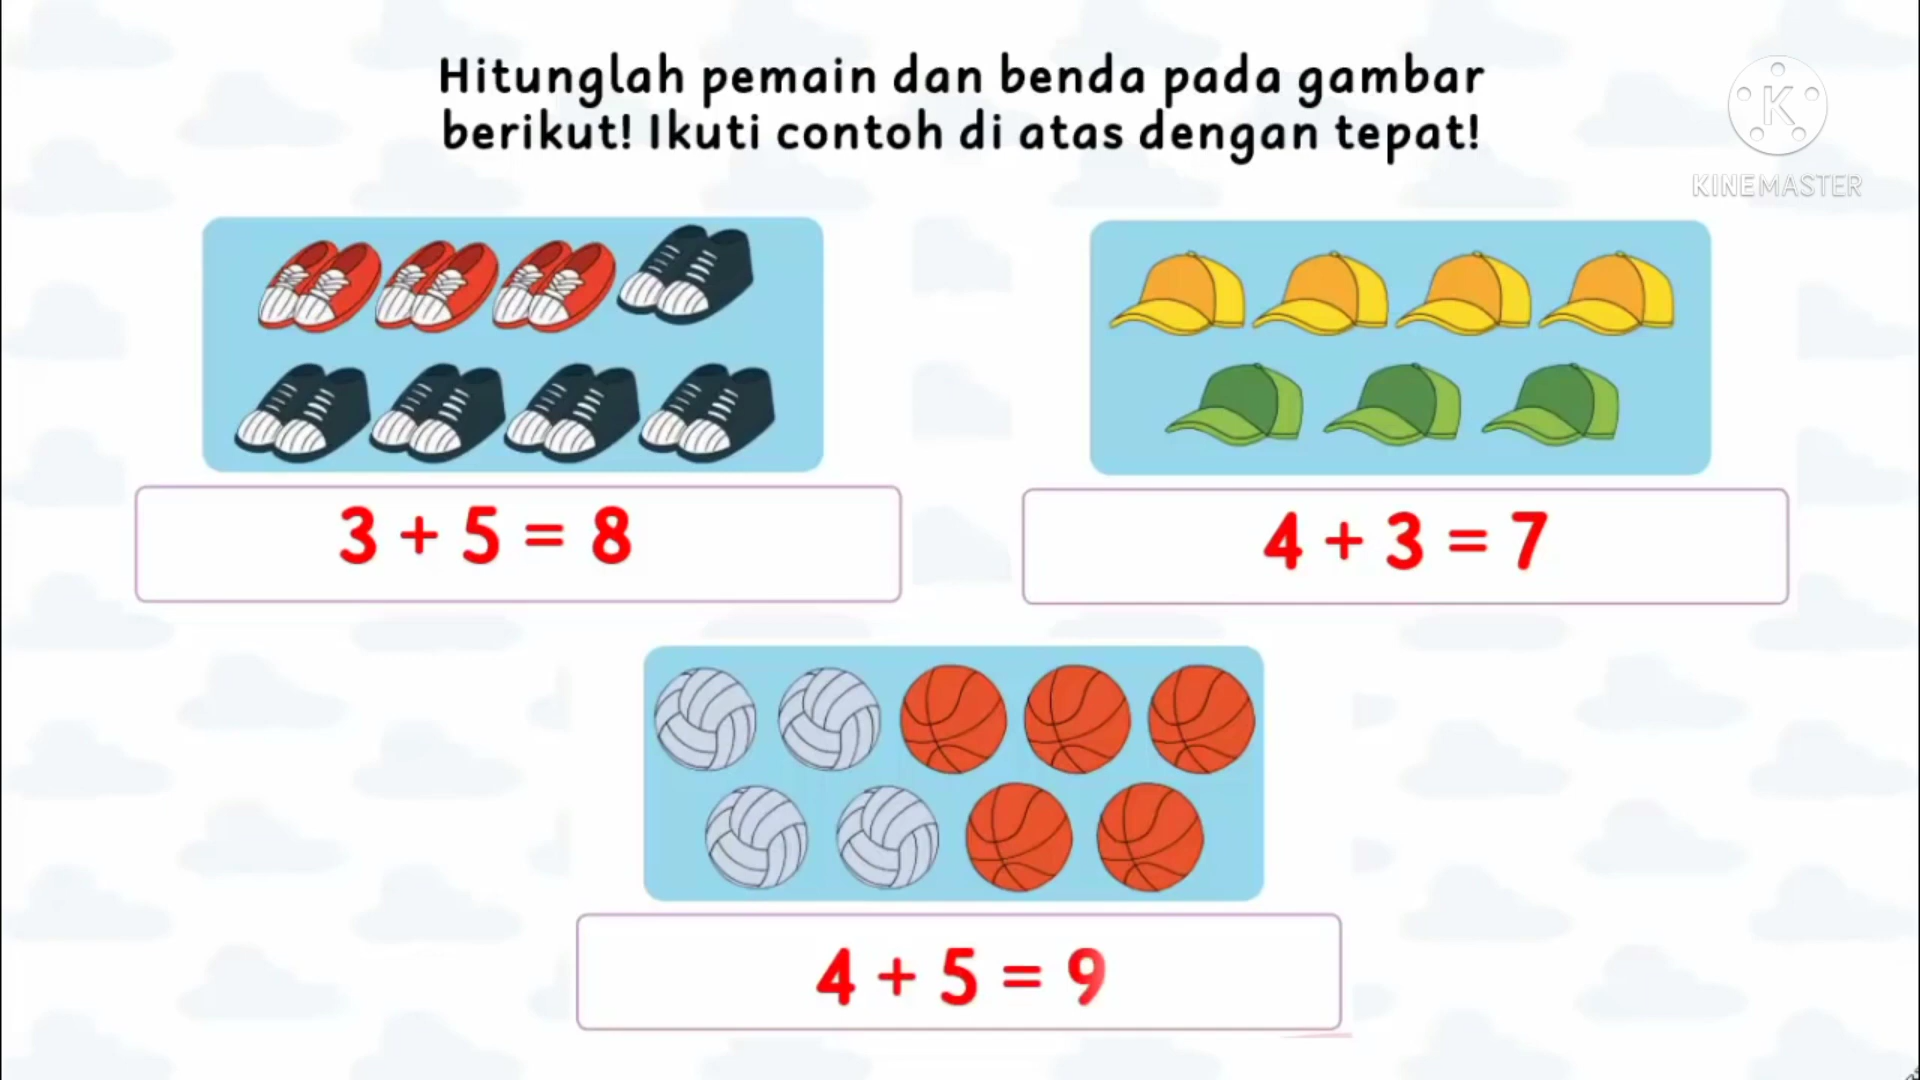 Hitunglah pemain dan benda pada gambar
berikut! Ikuti contoh di atas dengan tepat!
K
KINEMASTER
3 + 5 = 8
4 + 3 = 7
4 + 5 = 9